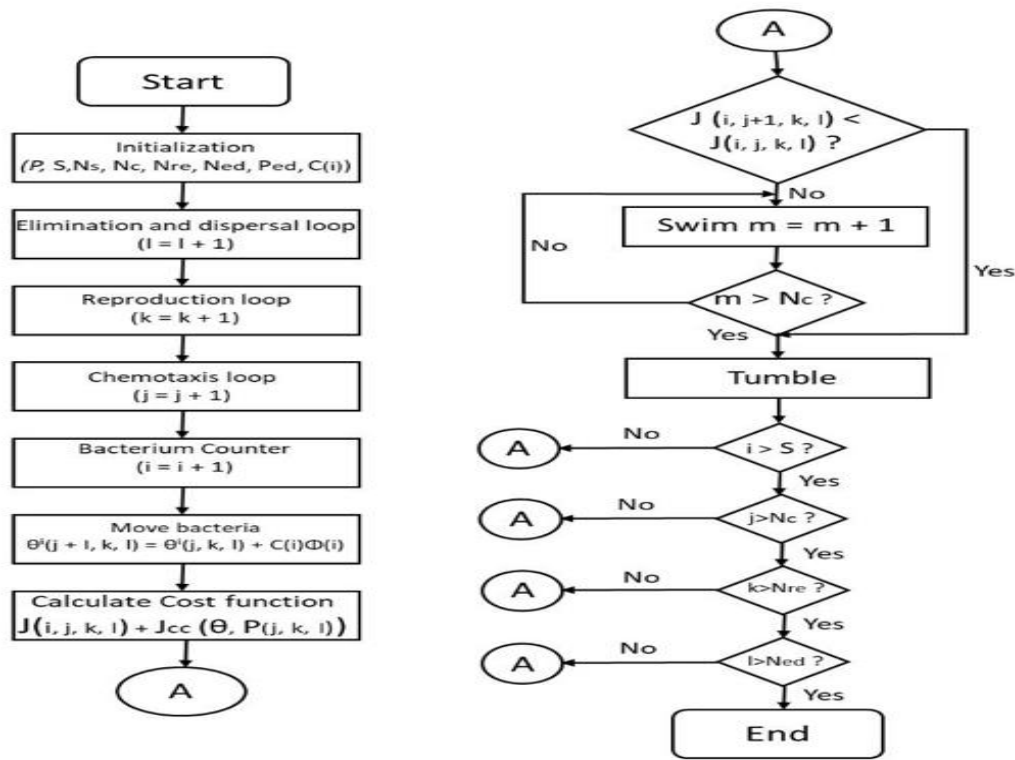 Start
Initialization
(P, S,Ns, Nc, Nre, Ned, Ped, C(i))
Elimination and dispersal loop
(l = l + 1)
Reproduction loop
(k = k + 1)
Chemotaxis loop
(j = j + 1)
Bacterium Counter
(i = i + 1)
Move bacteria
θⁱ(j + l, k, l) = θⁱ(j, k, l) + C(i)Φ(i)
Calculate Cost function
J(i, j, k, l) + Jcc (θ, P(j, k, l))
A
A
J (i, j+1, k, l) <
J(i, j, k, l) ?
No
Swim m = m + 1
No
Yes
m > Nc ?
Yes
Tumble
A
No
i > S ?
Yes
A
No
j>Nc ?
Yes
A
No
k>Nre ?
Yes
A
No
l>Ned ?
Yes
End